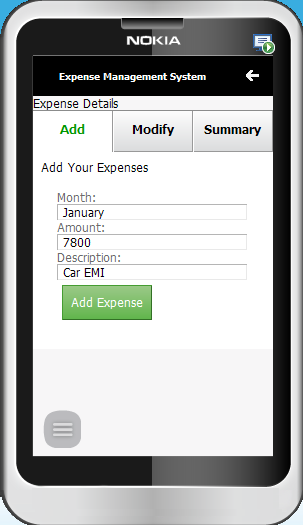 NOKIA
Expense Management System
Expense Details
Add Modify Summary
Add Your Expenses
Month:
January
Amount:
7800
Description:
Car EMI
Add Expense